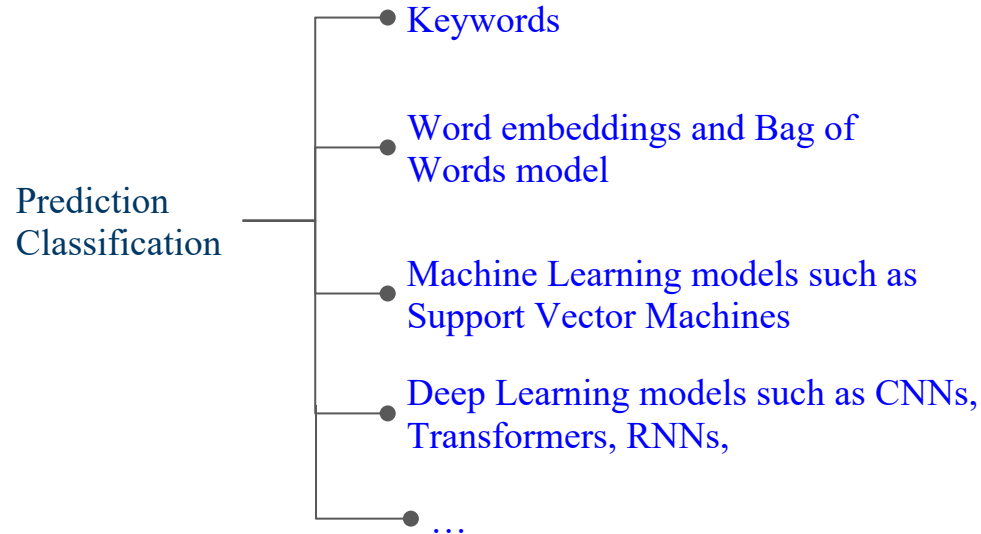 Keywords
Word embeddings and Bag of
Words model
Prediction
Classification
Machine Learning models such as
Support Vector Machines
Deep Learning models such as CNNs,
Transformers, RNNs,
…